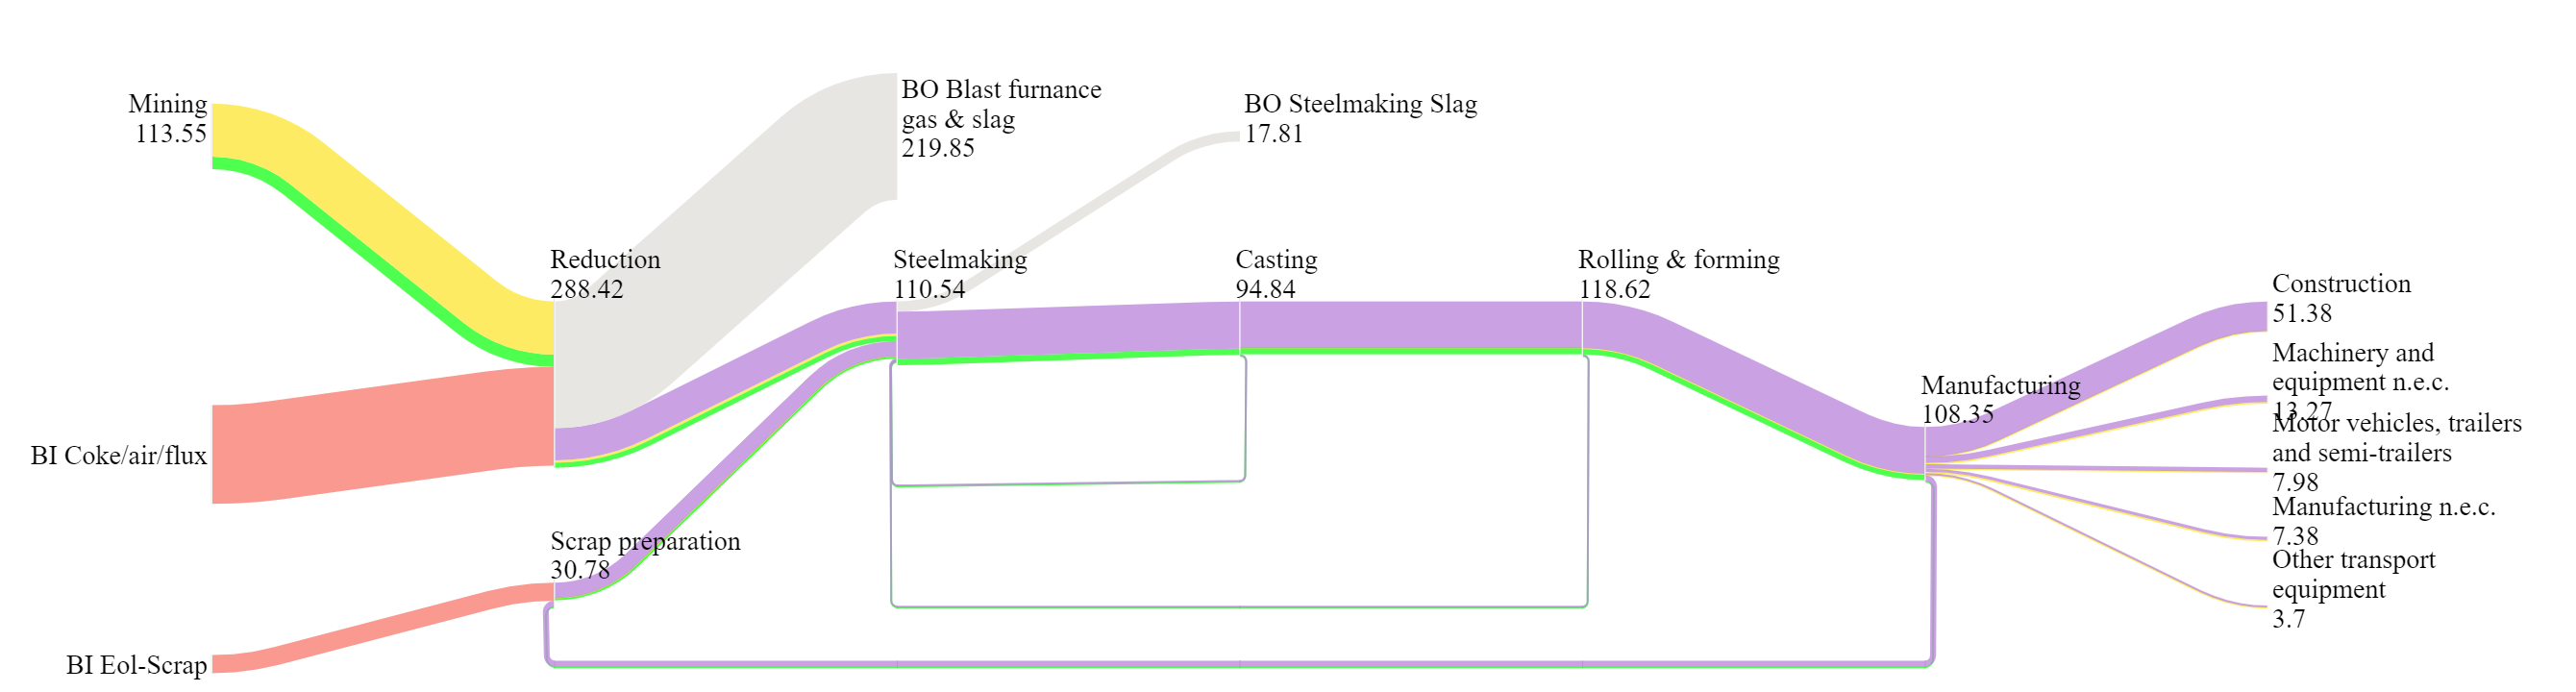 Mining
113.55
BI Coke/air/flux
BI Eol-Scrap
Reduction
288.42
Scrap preparation
30.78
BO Blast furnance
gas & slag
219.85
Steelmaking
110.54
BO Steelmaking Slag
17.81
Casting
94.84
Rolling & forming
118.62
Manufacturing
108.35
Construction
51.38
Machinery and
equipment n.e.c.
13.27
Motor vehicles, trailers
and semi-trailers
7.98
Manufacturing n.e.c.
7.38
Other transport
equipment
3.7